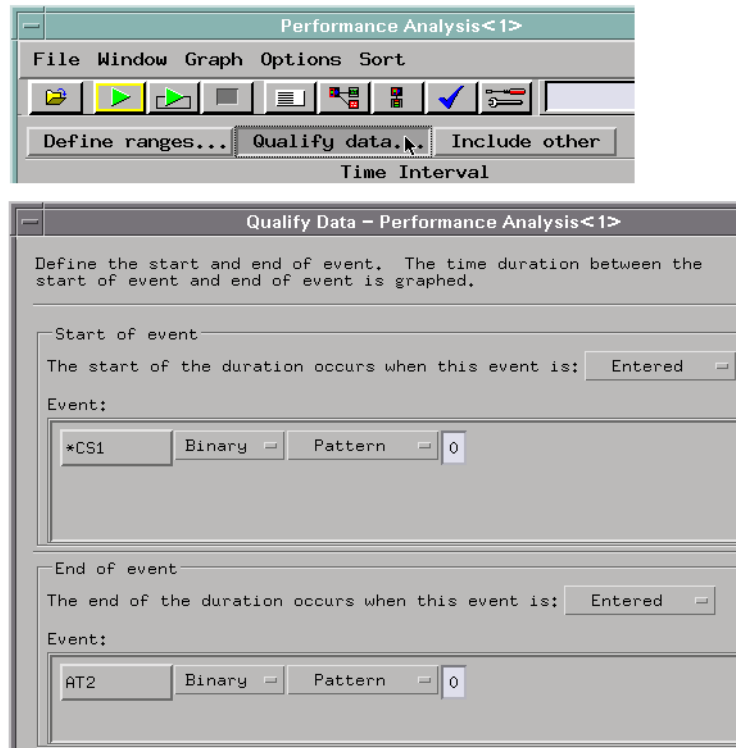 Performance Analysis<1>
File Window Graph Options Sort
Define ranges... Qualify data... Include other
Time Interval
Qualify Data – Performance Analysis<1>
Define the start and end of event. The time duration between the
start of event and end of event is graphed.
Start of event
The start of the duration occurs when this event is: Entered
Event:
*CS1 Binary Pattern 0
End of event
The end of the duration occurs when this event is: Entered
Event:
AT2 Binary Pattern 0